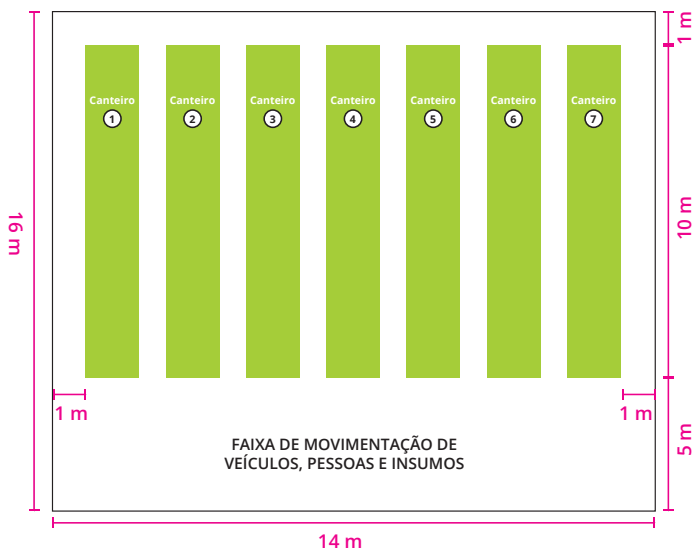 1 m
Canteiro
1
Canteiro
2
Canteiro
3
Canteiro
4
Canteiro
5
Canteiro
6
Canteiro
7
16 m
10 m
1 m
1 m
FAIXA DE MOVIMENTAÇÃO DE
VEÍCULOS, PESSOAS E INSUMOS
5 m
14 m